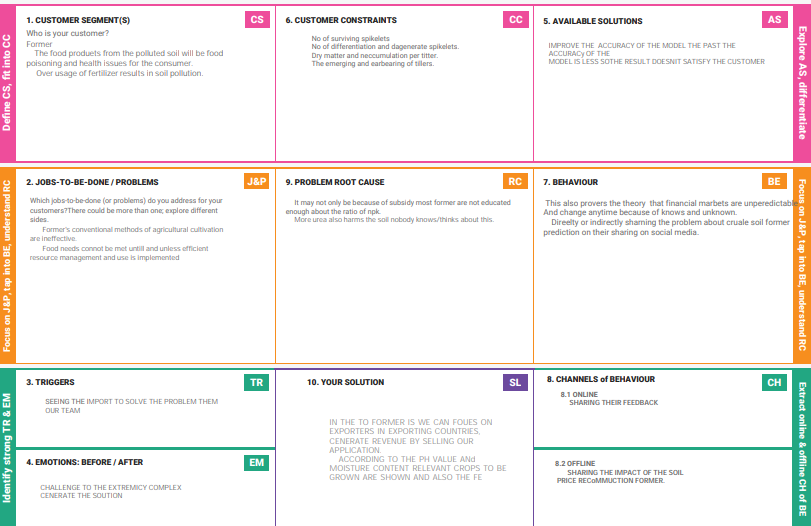 Define CS, fit into CC
1. CUSTOMER SEGMENT(S)
CS
Who is your customer?
Former
The food products from the polluted soil will be food
poisoning and health issues for the consumer.
Over usage of fertilizer results in soil pollution.
6. CUSTOMER CONSTRAINTS
CC
No of surviving spikelets
No of differentiation and dagenerate spikelets.
Dry matter and neccumulation per titter.
The emerging and earbearing of tillers.
5. AVAILABLE SOLUTIONS
AS
IMPROVE THE ACCURACY OF THE MODEL THE PAST THE
ACCURACy OF THE
MODEL IS LESS SOTHE RESULT DOESNIT SATISFY THE CUSTOMER
Explore AS, differentiate
Focus on J&P, tap into BE, understand RC
2. JOBS-TO-BE-DONE / PROBLEMS
J&P
Which jobs-to-be-done (or problems) do you address for your
customers?There could be more than one; explore different
sides.
Former's conventional methods of agricultural cultivation
are ineffective.
Food needs cannot be met untill and unless efficient
resource management and use is implemented
9. PROBLEM ROOT CAUSE
RC
It may not only be because of subsidy most former are not educated
enough about the ratio of npk.
More urea also harms the soil nobody knows/thinks about this.
7. BEHAVIOUR
BE
This also provers the theory that financial markets are unperedictable
And change anytime because of knows and unknown.
Direelly or indireclly sharning the problem about cruale soil former
prediction on their sharing on social media.
Focus on J&P, tap into BE, understand RC
Identify strong TR & EM
3. TRIGGERS
TR
SEEING THE IMPORT TO SOLVE THE PROBLEM THEM
OUR TEAM
4. EMOTIONS: BEFORE / AFTER
EM
CHALLENGE TO THE EXTREMICY COMPLEX
CENERATE THE SOUTION
10. YOUR SOLUTION
SL
IN THE TO FORMER IS WE CAN FOUES ON
EXPORTERS IN EXPORTING COUNTRIES,
CENERATE REVENUE BY SELLING OUR
APPLICATION.
ACCORDING TO THE PH VALUE ANd
MOISTURE CONTENT RELEVANT CROPS TO BE
GROWN ARE SHOWN AND ALSO THE FE
8. CHANNELS of BEHAVIOUR
CH
8.1 ONLINE
SHARING THEIR FEEDBACK
8.2 OFFLINE
SHARING THE IMPACT OF THE SOIL
PRICE RECoMMUCTION FORMER.
Extract online & offline CH of BE